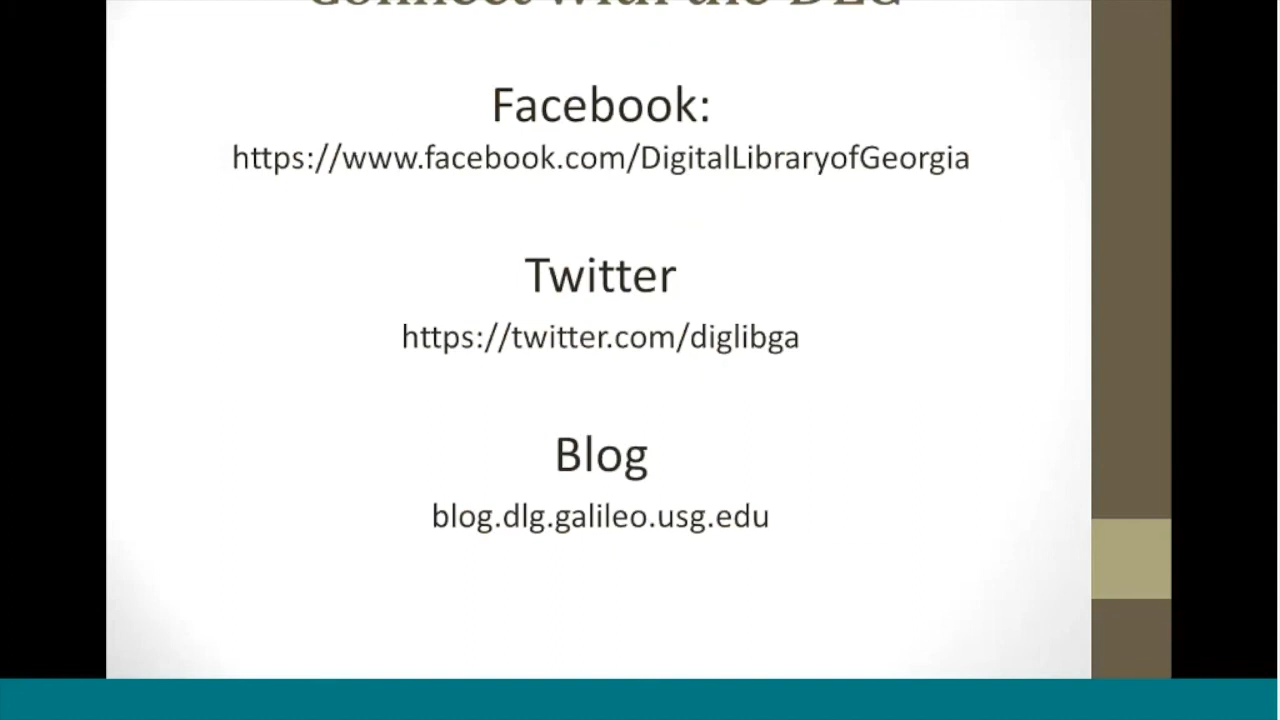 Connect with the DLG
Facebook:
https://www.facebook.com/DigitalLibraryofGeorgia
Twitter
https://twitter.com/diglibga
Blog
blog.dlg.galileo.usg.edu